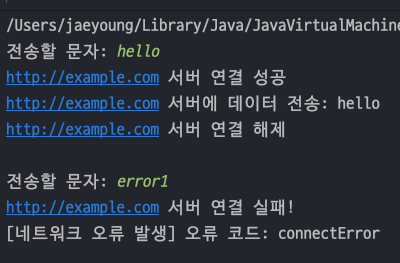 /Users/jaeyoung/Library/Java/JavaVirtualMachine
전송할 문자: hello
http://example.com 서버 연결 성공
http://example.com 서버에 데이터 전송: hello
http://example.com 서버 연결 해제
전송할 문자: error1
http://example.com 서버 연결 실패!
[네트워크 오류 발생] 오류 코드: connectError